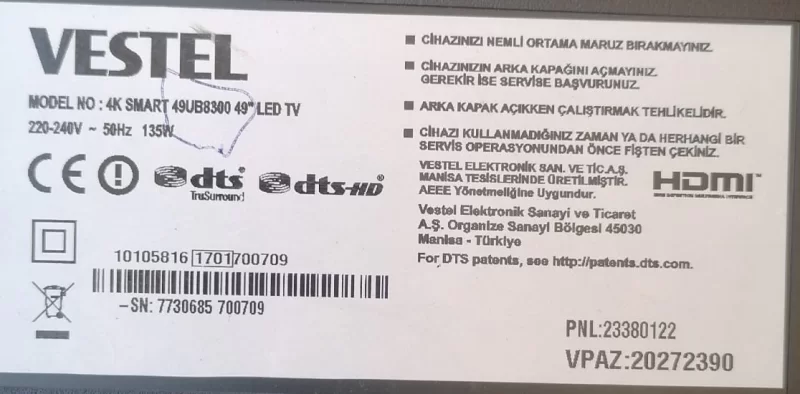 VESTEL
MODEL NO : 4K SMART 49UB8300 49" LED TV
220-240V ~ 50Hz 135W
CE
dts
TruSurround
dts-HD
10105816 1701700709
-SN: 7730685 700709
CİHAZINIZI NEMLİ ORTAMA MARUZ BIRAKMAYINIZ.
CİHAZINIZIN ARKA KAPAĞINI AÇMAYINIZ.
GEREKİR İSE SERVİSE BAŞVURUNUZ.
ARKA KAPAK AÇIKKEN ÇALIŞTIRMAK TEHLİKELİDİR.
CİHAZI KULLANMADIĞINIZ ZAMAN YA DA HERHANGİ BİR
SERVİS OPERASYONUNDAN ÖNCE FİŞTEN ÇEKİNİZ.
VESTEL ELEKTRONİK SAN. VE TİC.A.Ş.
MANİSA TESİSLERİNDE ÜRETİLMİŞTİR.
AEEE Yönetmeliğine Uygundur.
HDMI™
Vestel Elektronik Sanayi ve Ticaret
A.Ş. Organize Sanayi Bölgesi 45030
Manisa - Türkiye
For DTS patents, see http://patents.dts.com.
PNL:23380122
VPAZ:20272390